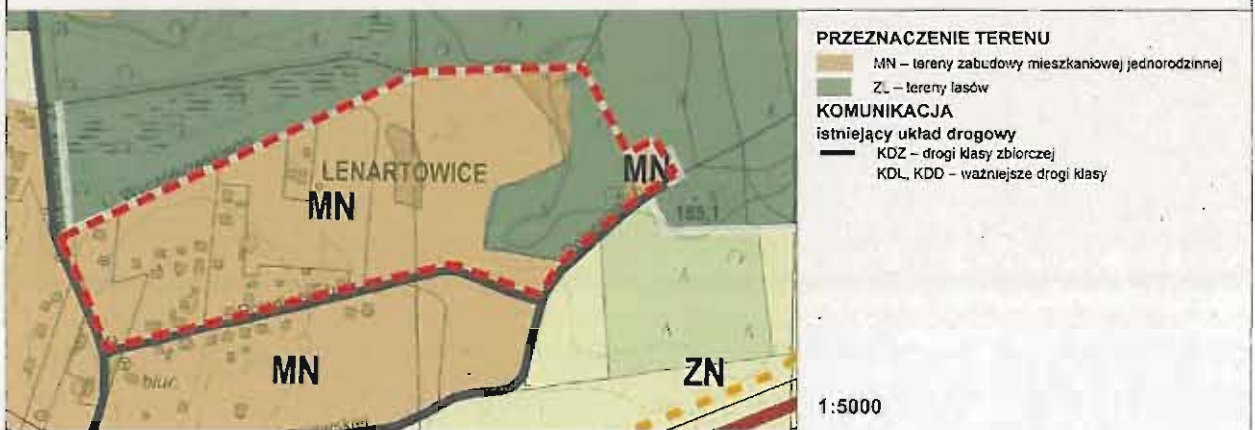 PRZEZNACZENIE TERENU
MN – tereny zabudowy mieszkaniowej jednorodzinnej
ZL – tereny lasów
KOMUNIKACJA
istniejący układ drogowy
KDZ – drogi klasy zbiorczej
KDL, KDD – ważniejsze drogi klasy
1:5000
LENARTOWICE
MN
MN
185,1
MN
biur.
ZN